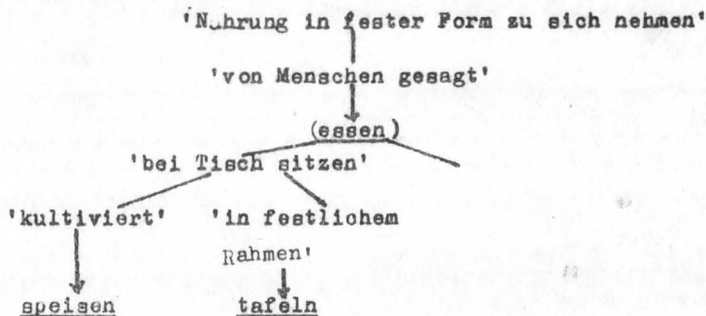 'Nahrung in fester Form zu sich nehmen'
'von Menschen gesagt'
(essen)
'bei Tisch sitzen'
'kultiviert' 'in festlichem
Rahmen'
speisen tafeln